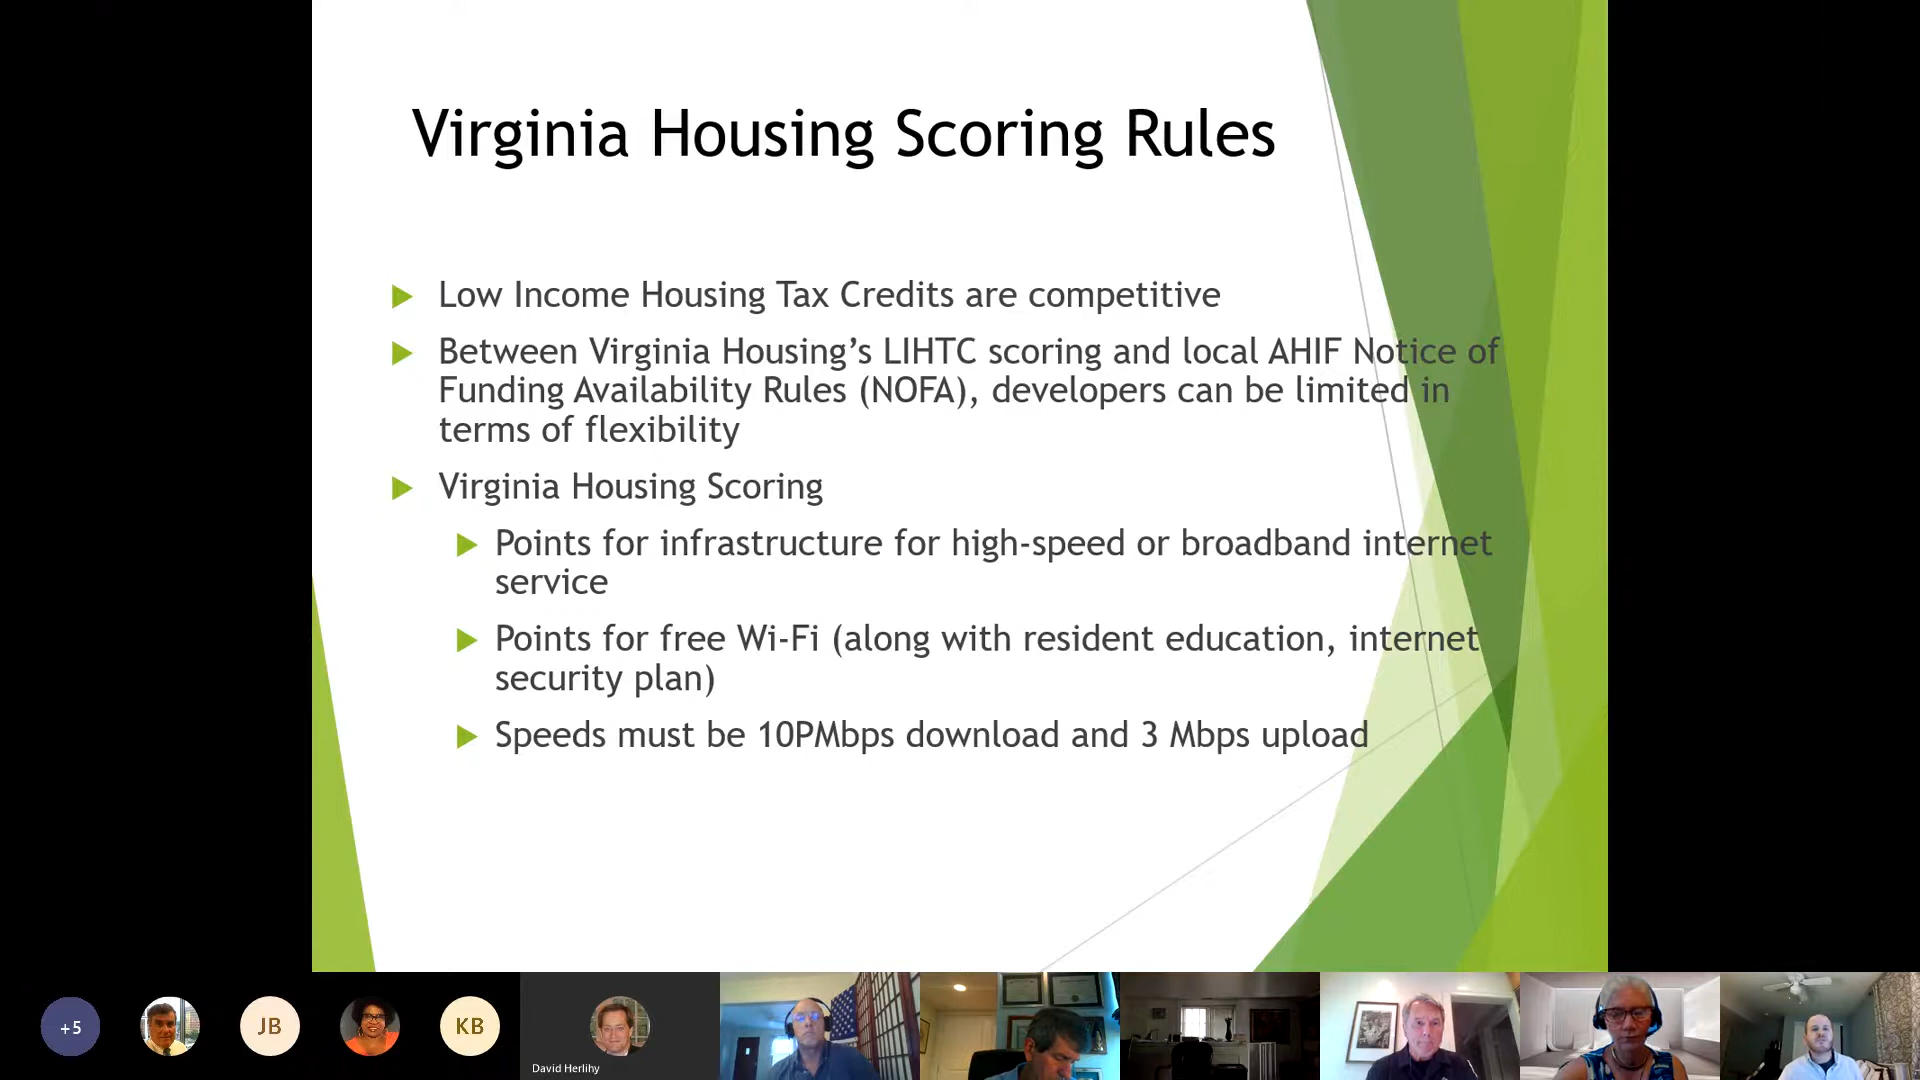 Virginia Housing Scoring Rules
Low Income Housing Tax Credits are competitive
Between Virginia Housing’s LIHTC scoring and local AHIF Notice of
Funding Availability Rules (NOFA), developers can be limited in
terms of flexibility
Virginia Housing Scoring
Points for infrastructure for high-speed or broadband internet
service
Points for free Wi-Fi (along with resident education, internet
security plan)
Speeds must be 10PMbps download and 3 Mbps upload
+5
JB
KB
David Herlihy